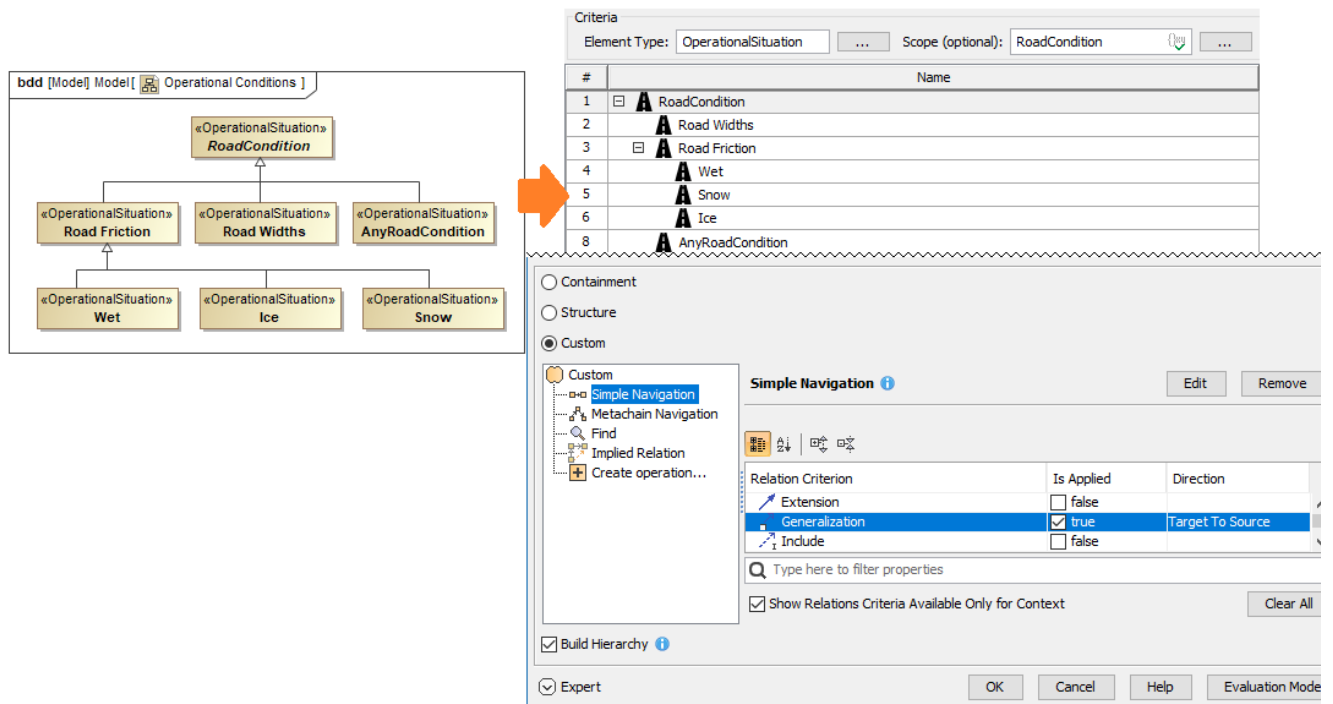 bdd [Model] Model[ Operational Conditions ]
«OperationalSituation»
RoadCondition
«OperationalSituation» «OperationalSituation» «OperationalSituation»
Road Friction Road Widths AnyRoadCondition
«OperationalSituation» «OperationalSituation» «OperationalSituation»
Wet Ice Snow
Criteria
Element Type: OperationalSituation ... Scope (optional): RoadCondition ...
# Name
1 RoadCondition
2 Road Widths
3 Road Friction
4 Wet
5 Snow
6 Ice
8 AnyRoadCondition
Containment
Structure
Custom
Custom
Simple Navigation
Metachain Navigation
Find
Implied Relation
Create operation...
Simple Navigation Edit Remove
Relation Criterion Is Applied Direction
Extension false
Generalization true Target To Source
Include false
Type here to filter properties
Show Relations Criteria Available Only for Context Clear All
Build Hierarchy
Expert OK Cancel Help Evaluation Mode